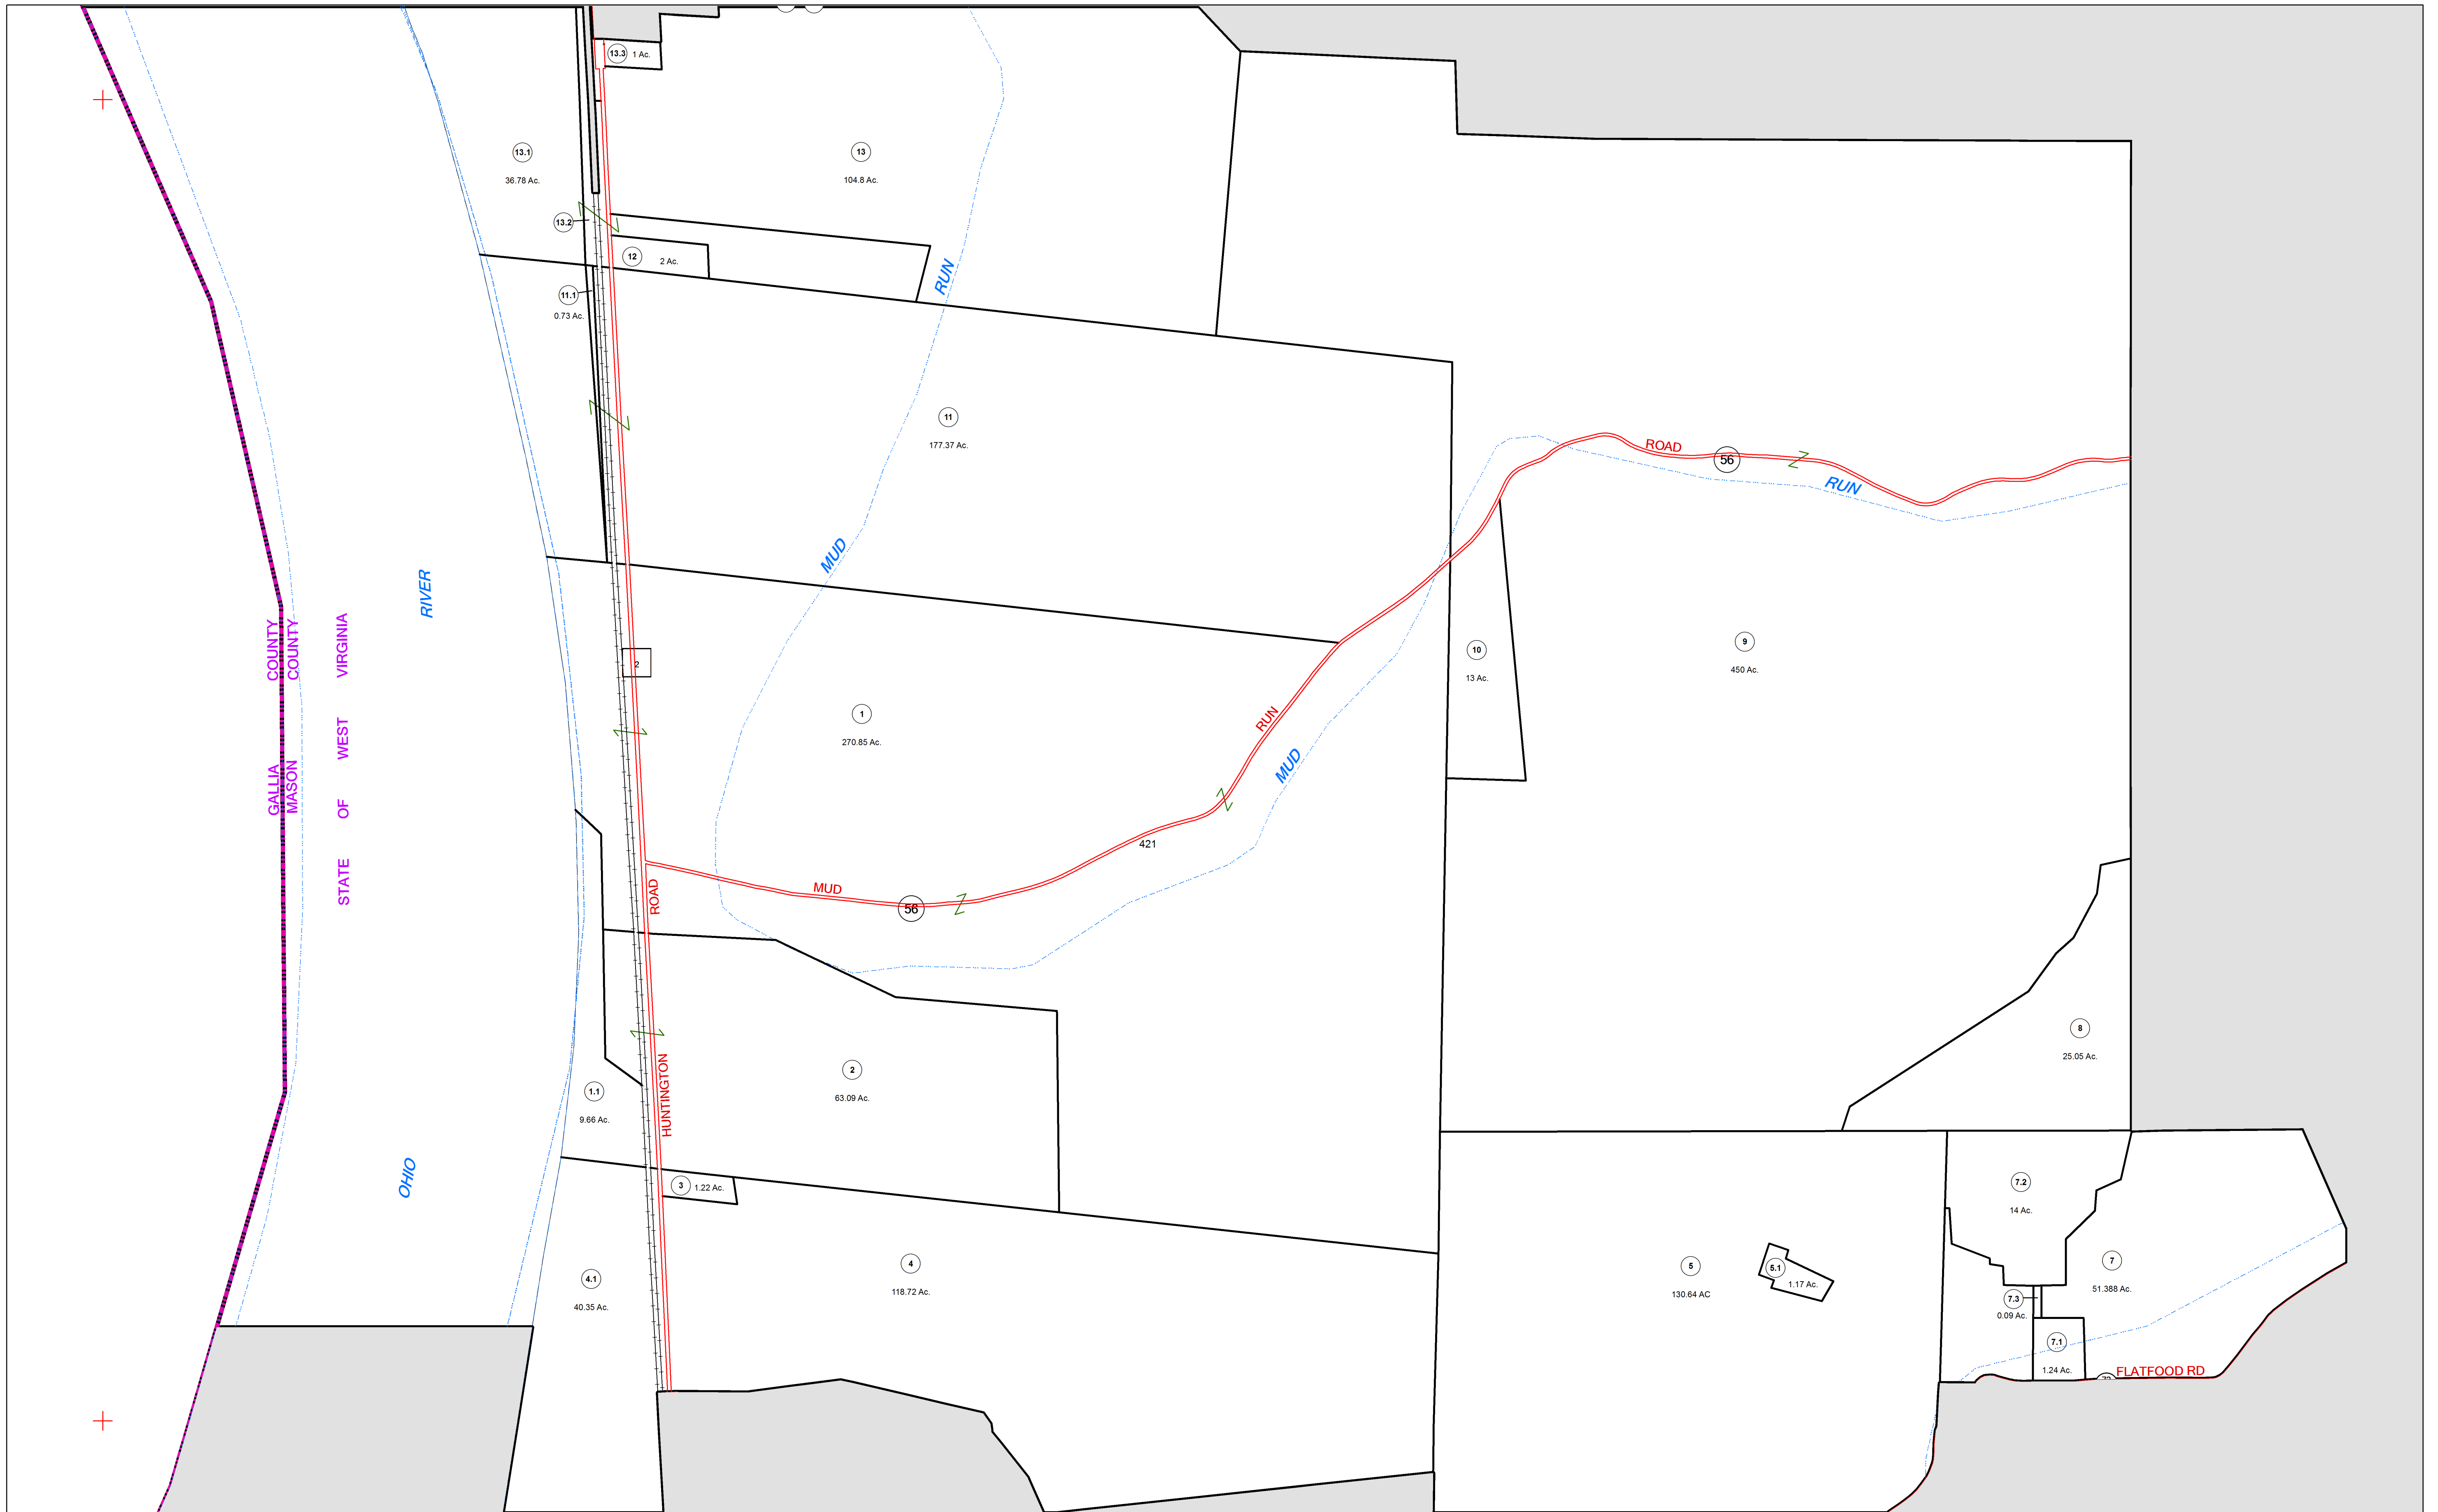 13.3 1 Ac.
13.1
36.78 Ac.
13
104.8 Ac.
13.2
12 2 Ac.
RUN
11.1
0.73 Ac.
11
177.37 Ac.
ROAD
56
RUN
MUD
RIVER
GALLIA COUNTY
MASON COUNTY
STATE OF WEST VIRGINIA
2
9
450 Ac.
10
13 Ac.
1
270.85 Ac.
RUN
MUD
421
MUD
56
ROAD
8
25.05 Ac.
2
63.09 Ac.
1.1
9.66 Ac.
HUNTINGTON
OHIO
3 1.22 Ac.
7.2
14 Ac.
4.1
40.35 Ac.
4
118.72 Ac.
5
130.64 AC
5.1
1.17 Ac.
7
51.388 Ac.
7.3
0.09 Ac.
7.1
1.24 Ac.
FLATFOOD RD